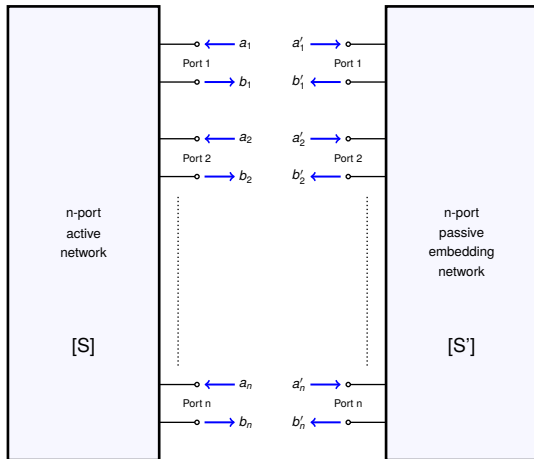 a₁ a′₁
Port 1 Port 1
b₁ b′₁
a₂ a′₂
Port 2 Port 2
b₂ b′₂
n-port n-port
active passive
network embedding
network
[S] [S']
aₙ a′ₙ
Port n Port n
bₙ b′ₙ